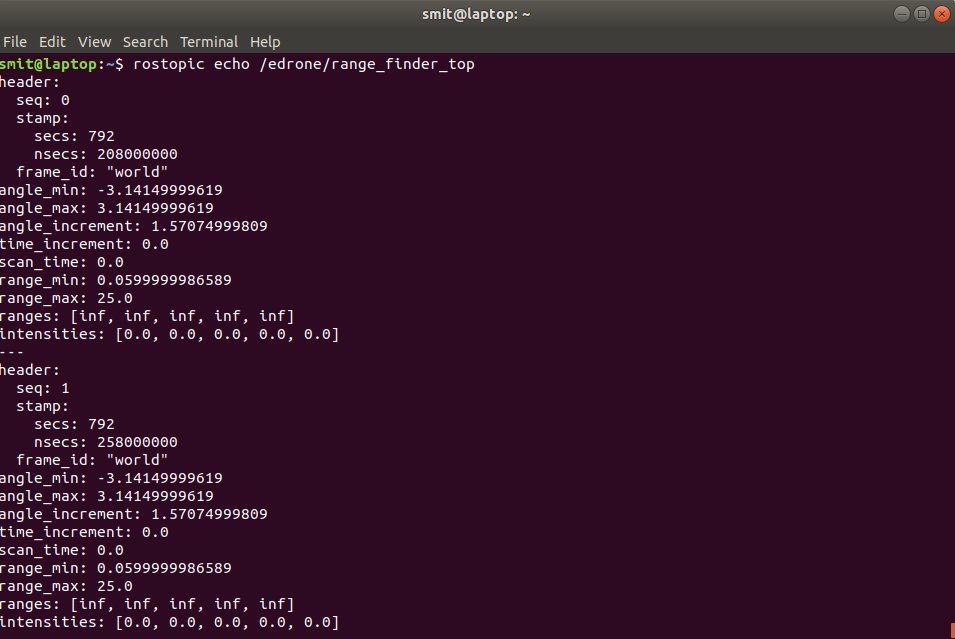 smit@laptop: ~
File Edit View Search Terminal Help
smit@laptop:~$ rostopic echo /edrone/range_finder_top
header:
  seq: 0
  stamp:
    secs: 792
    nsecs: 208000000
  frame_id: "world"
angle_min: -3.14149999619
angle_max: 3.14149999619
angle_increment: 1.57074999809
time_increment: 0.0
scan_time: 0.0
range_min: 0.0599999986589
range_max: 25.0
ranges: [inf, inf, inf, inf, inf]
intensities: [0.0, 0.0, 0.0, 0.0, 0.0]
---
header:
  seq: 1
  stamp:
    secs: 792
    nsecs: 258000000
  frame_id: "world"
angle_min: -3.14149999619
angle_max: 3.14149999619
angle_increment: 1.57074999809
time_increment: 0.0
scan_time: 0.0
range_min: 0.0599999986589
range_max: 25.0
ranges: [inf, inf, inf, inf, inf]
intensities: [0.0, 0.0, 0.0, 0.0, 0.0]